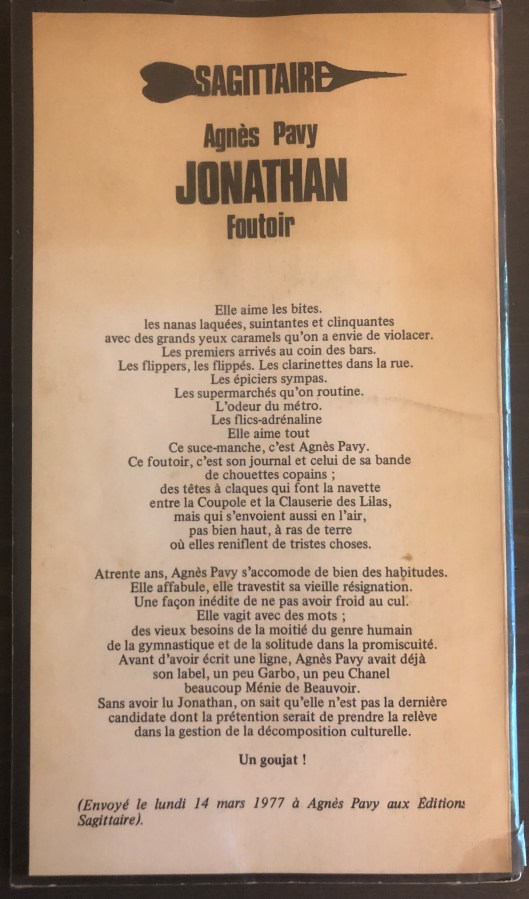 SAGITTAIRE
Agnès Pavy
JONATHAN
Foutoir
Elle aime les bites.
les nanas laquées, suintantes et clinquantes
avec des grands yeux caramels qu'on a envie de violacer.
Les premiers arrivés au coin des bars.
Les flippers, les flippés. Les clarinettes dans la rue.
Les épiciers sympas.
Les supermarchés qu'on routine.
L'odeur du métro.
Les flics-adrénaline
Elle aime tout
Ce suce-manche, c'est Agnès Pavy.
Ce foutoir, c'est son journal et celui de sa bande
de chouettes copains ;
des têtes à claques qui font la navette
entre la Coupole et la Clauserie des Lilas,
mais qui s'envoient aussi en l'air,
pas bien haut, à ras de terre
où elles reniflent de tristes choses.
Atrente ans, Agnès Pavy s'accomode de bien des habitudes.
Elle affabule, elle travestit sa vieille résignation.
Une façon inédite de ne pas avoir froid au cul.
Elle vagit avec des mots ;
des vieux besoins de la moitié du genre humain
de la gymnastique et de la solitude dans la promiscuité.
Avant d'avoir écrit une ligne, Agnès Pavy avait déjà
son label, un peu Garbo, un peu Chanel
beaucoup Ménie de Beauvoir.
Sans avoir lu Jonathan, on sait qu'elle n'est pas la dernière
candidate dont la prétention serait de prendre la relève
dans la gestion de la décomposition culturelle.
Un goujat !
(Envoyé le lundi 14 mars 1977 à Agnès Pavy aux Éditions
Sagittaire).